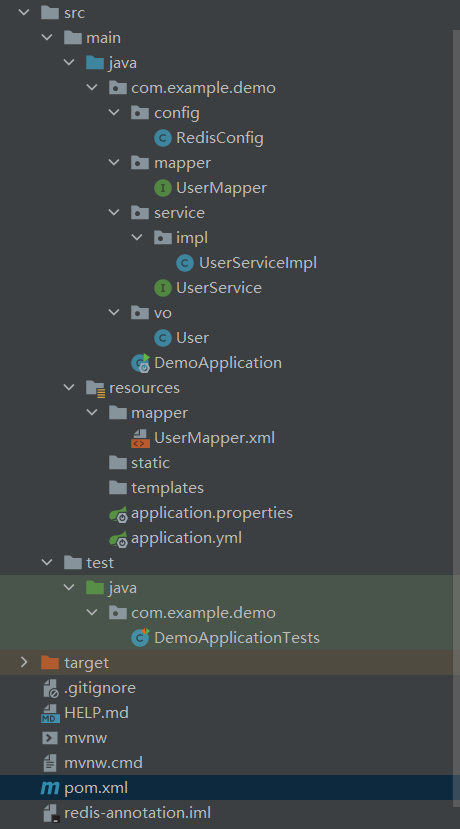 src
main
java
com.example.demo
config
RedisConfig
mapper
UserMapper
service
impl
UserServiceImpl
UserService
vo
User
DemoApplication
resources
mapper
UserMapper.xml
static
templates
application.properties
application.yml
test
java
com.example.demo
DemoApplicationTests
target
.gitignore
HELP.md
mvnw
mvnw.cmd
pom.xml
redis-annotation.iml